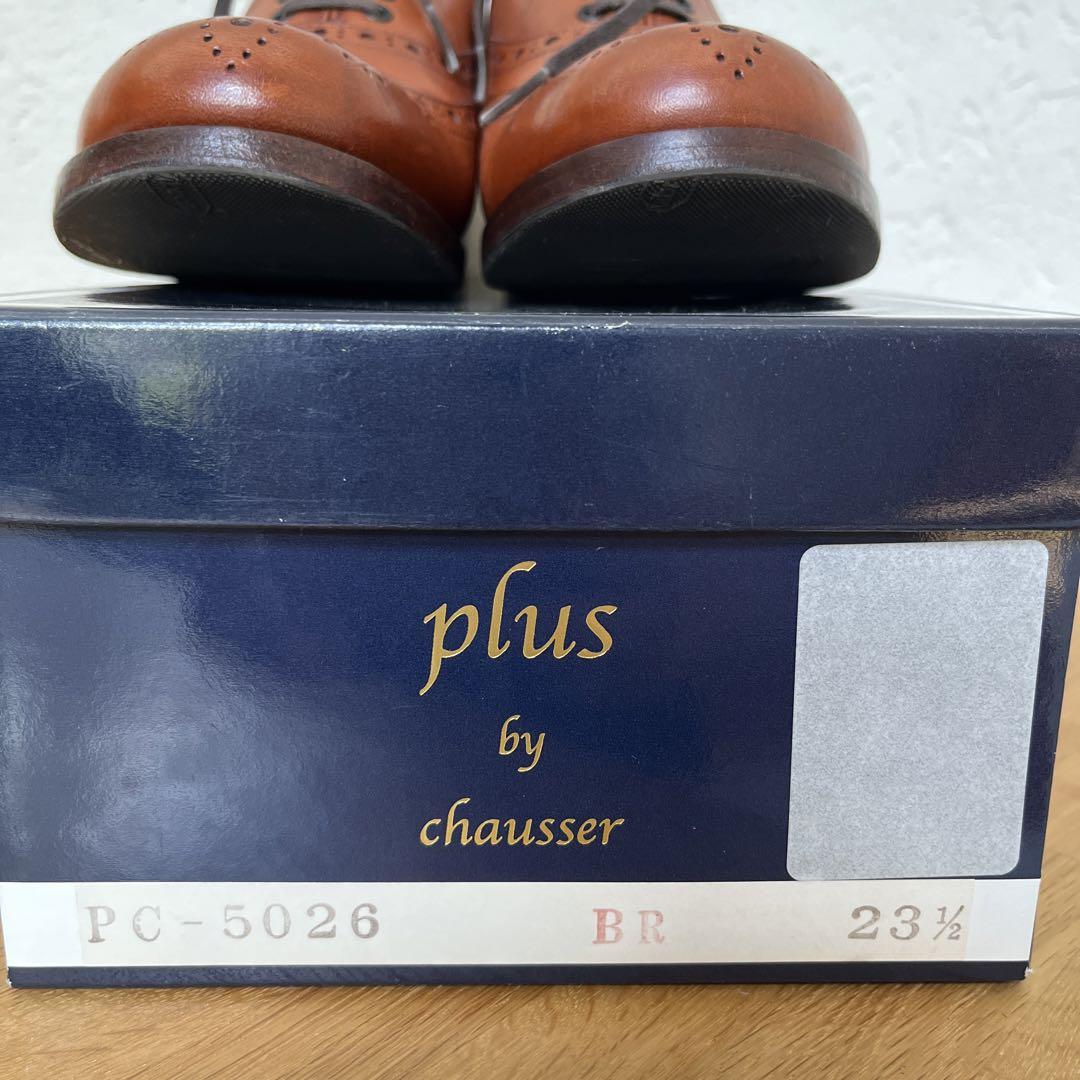 plus
by
chausser
PC-5026 BR 23½